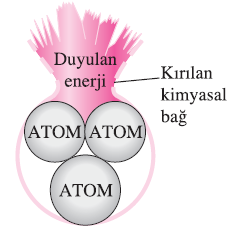 Duyulan
enerji
Kırılan
kimyasal
bağ
ATOM ATOM
ATOM